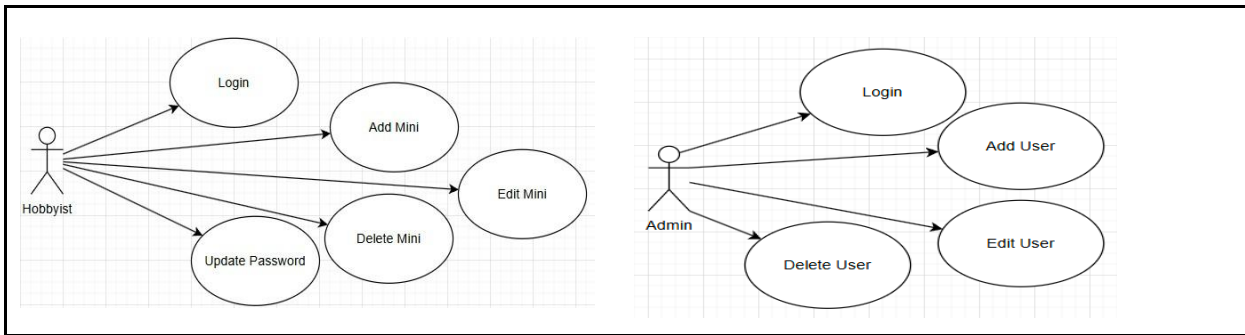 Login
Add Mini
Edit Mini
Hobbyist
Delete Mini
Update Password
Login
Add User
Admin
Edit User
Delete User